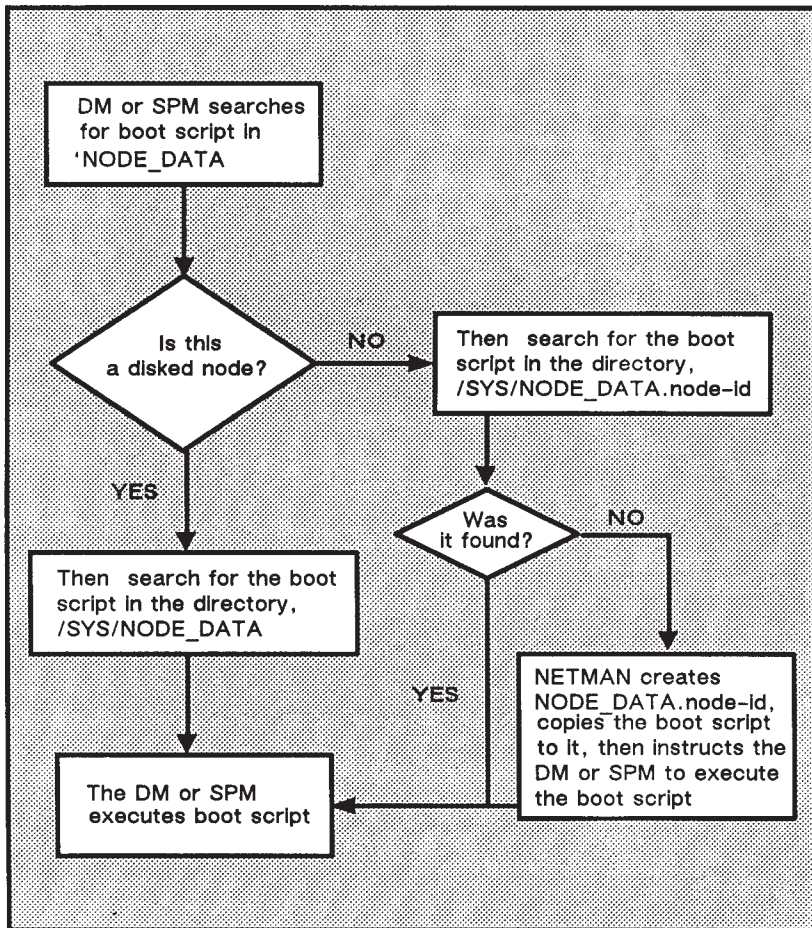 DM or SPM searches
for boot script in
'NODE_DATA
Is this
a disked node?
NO
Then search for the boot
script in the directory,
/SYS/NODE_DATA.node-id
YES
Was
it found?
NO
Then search for the boot
script in the directory,
/SYS/NODE_DATA
YES
NETMAN creates
NODE_DATA.node-id,
copies the boot script
to it, then instructs the
DM or SPM to execute
the boot script
The DM or SPM
executes boot script